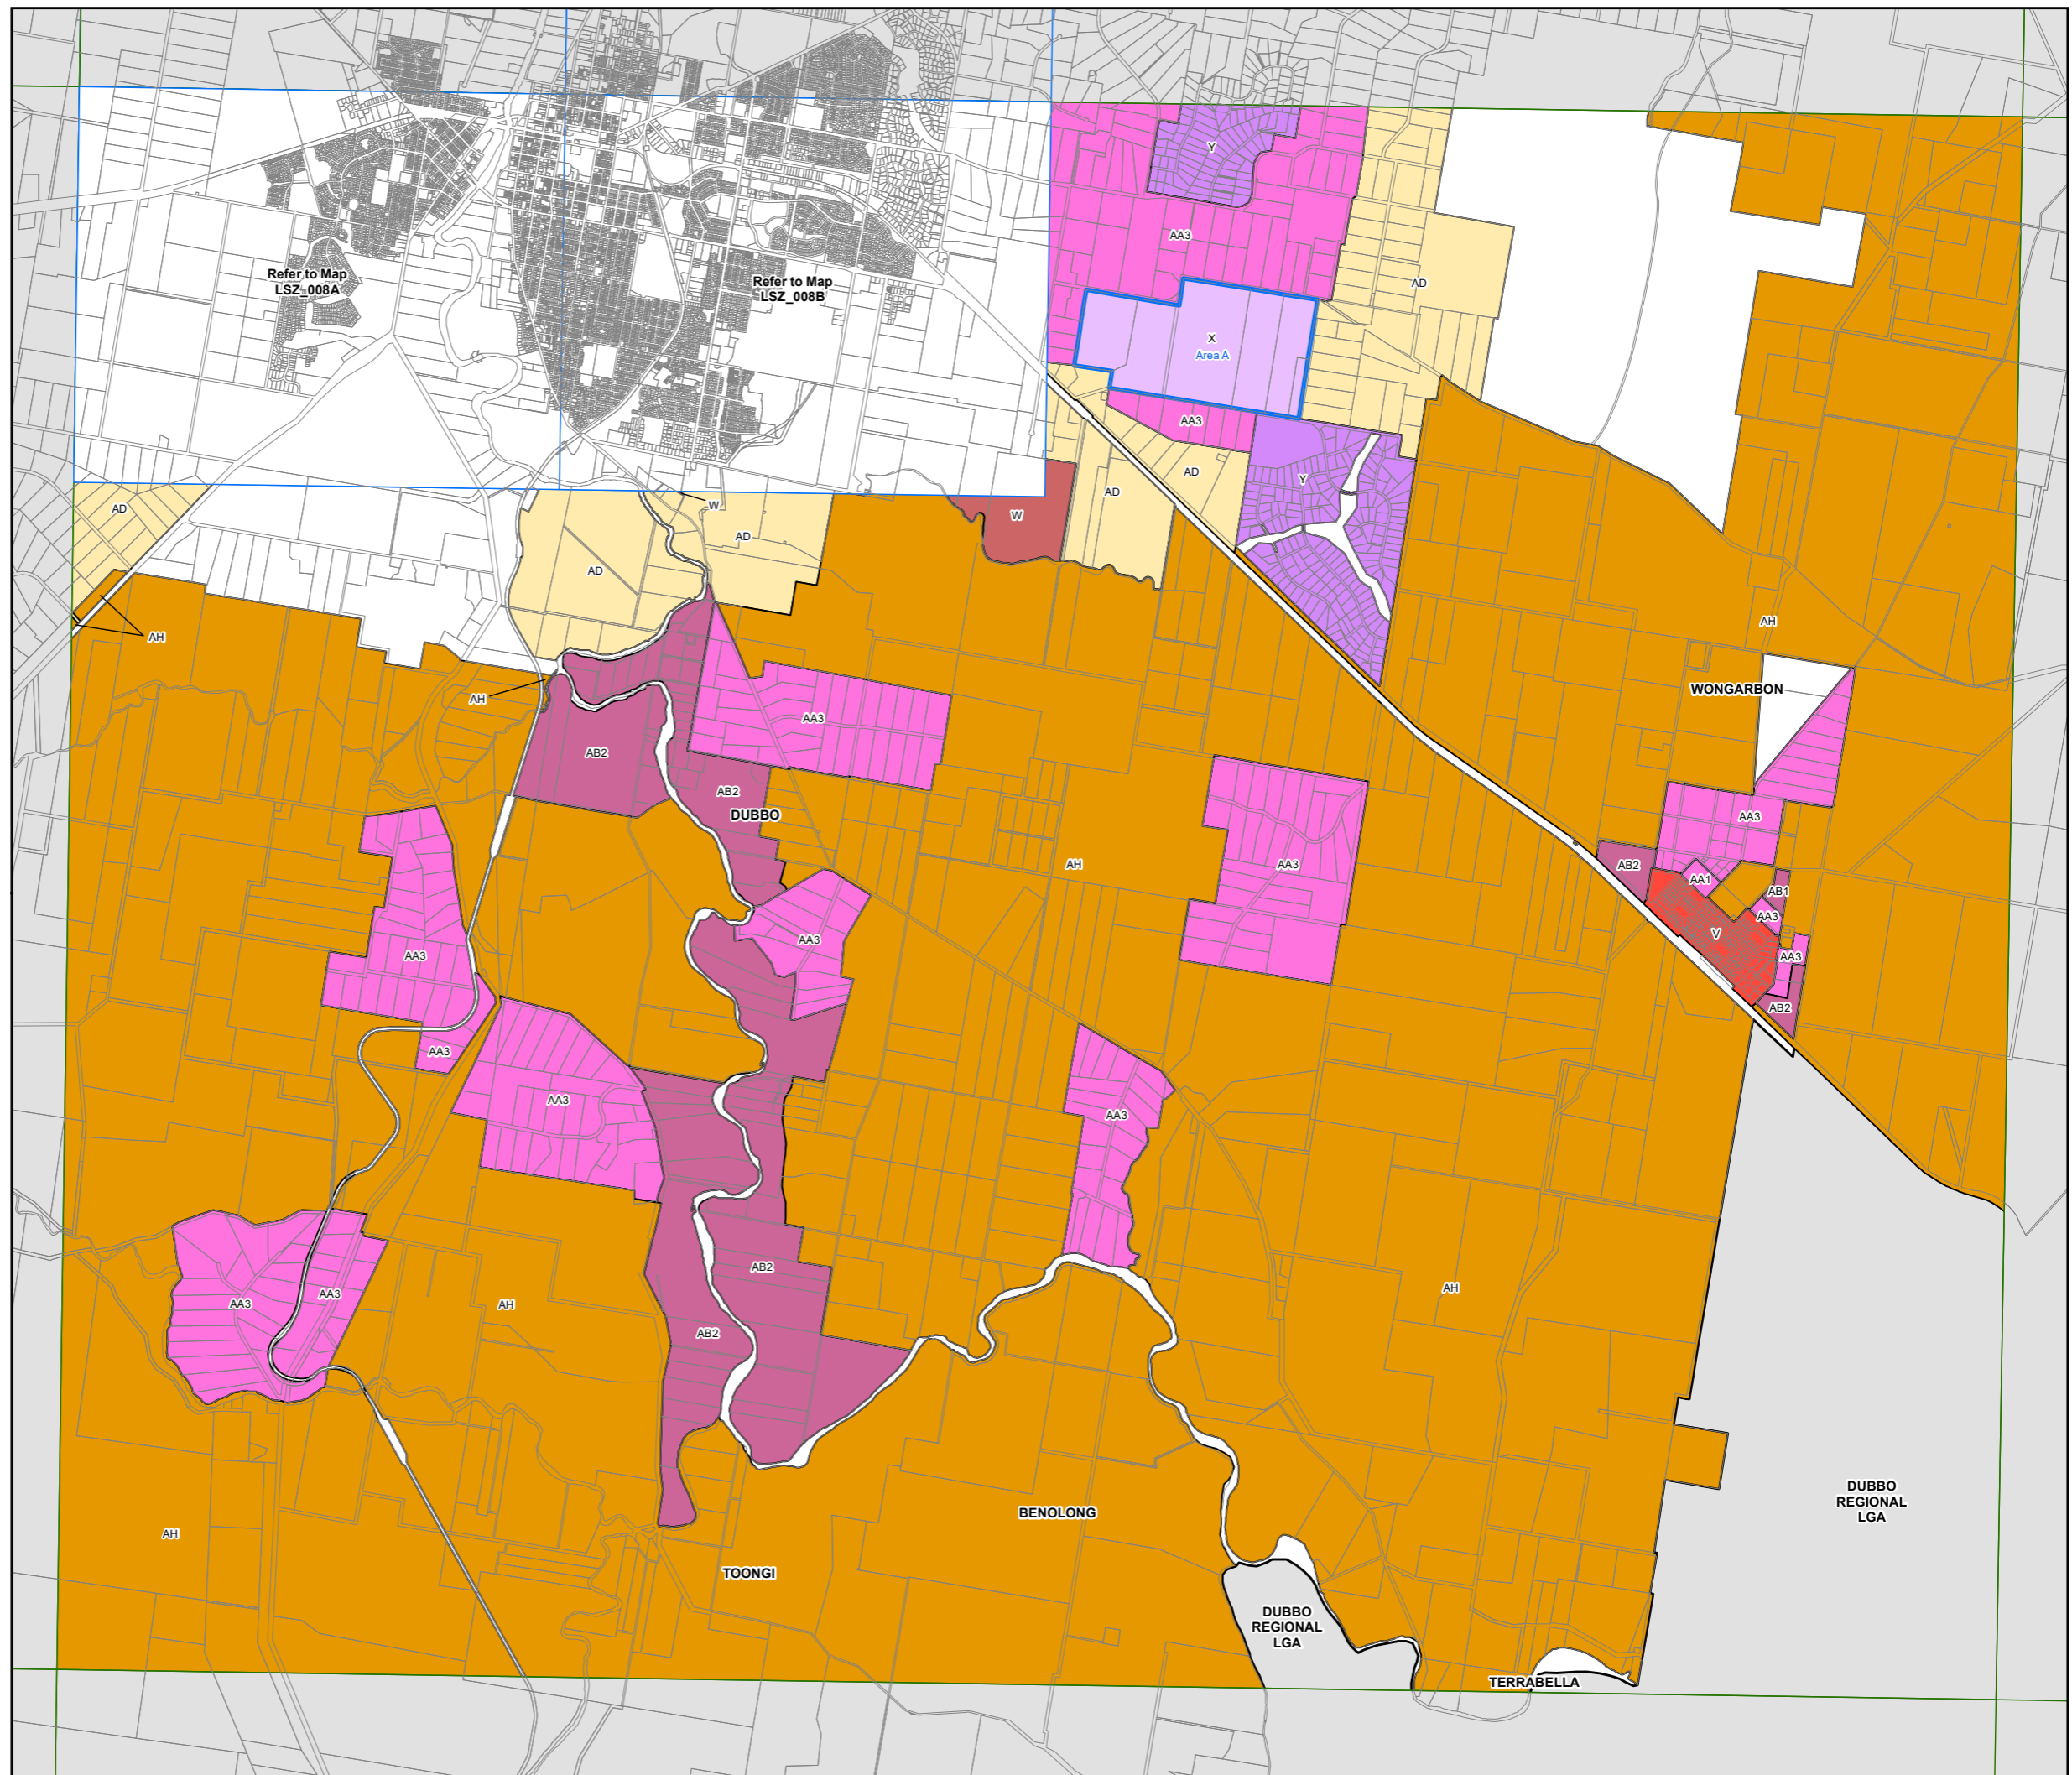 Y
AA3
Refer to Map
LSZ_008A
Refer to Map
LSZ_008B
AD
X
Area A
AA3
AD
AD
Y
AD
W
AD
W
AD
AD
AH
AH
AH
WONGARBON
AA3
AB2
AB2
DUBBO
AA3
AH
AA3
AB2
AA1
AB1
AA3
V
AA3
AA3
AA3
AB2
AA3
AA3
AA3
AB2
AH
AA3
AA3
AH
AB2
DUBBO
REGIONAL
LGA
BENOLONG
AH
TOONGI
DUBBO
REGIONAL
LGA
TERRABELLA